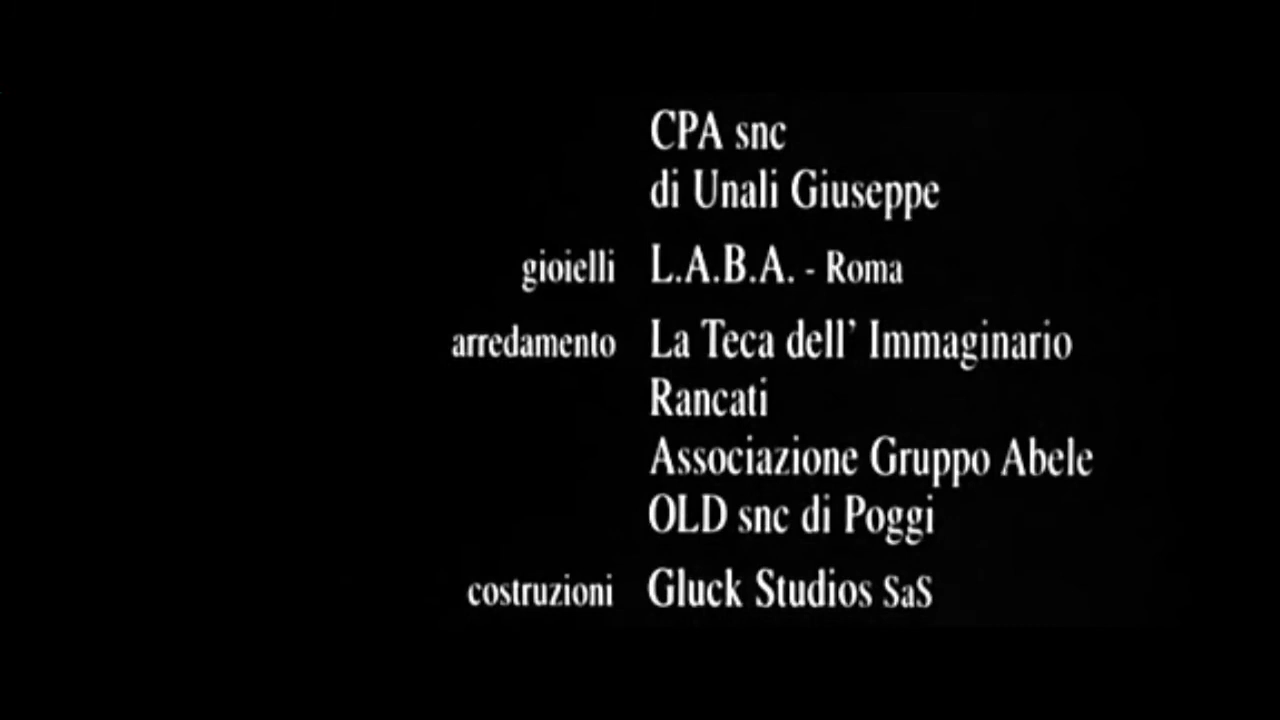 CPA snc
di Unali Giuseppe
gioielli L.A.B.A. - Roma
arredamento La Teca dell' Immaginario
Rancati
Associazione Gruppo Abele
OLD snc di Poggi
costruzioni Gluck Studios SaS